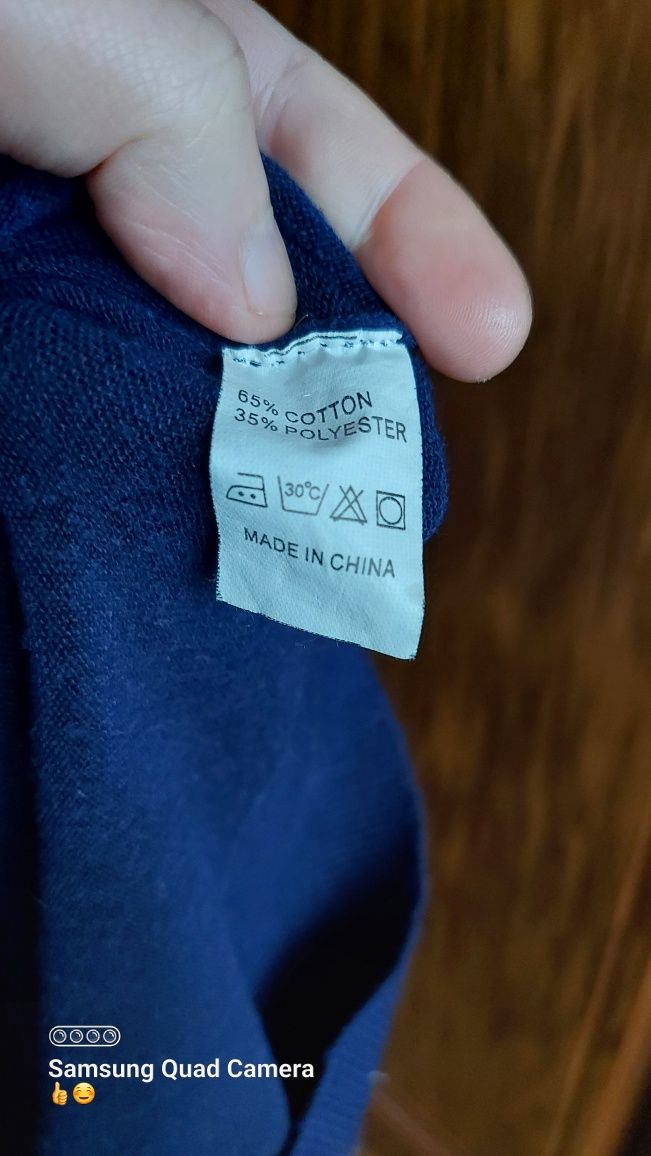 65% COTTON
35% POLYESTER
30°C
MADE IN CHINA
Samsung Quad Camera
👍☺️